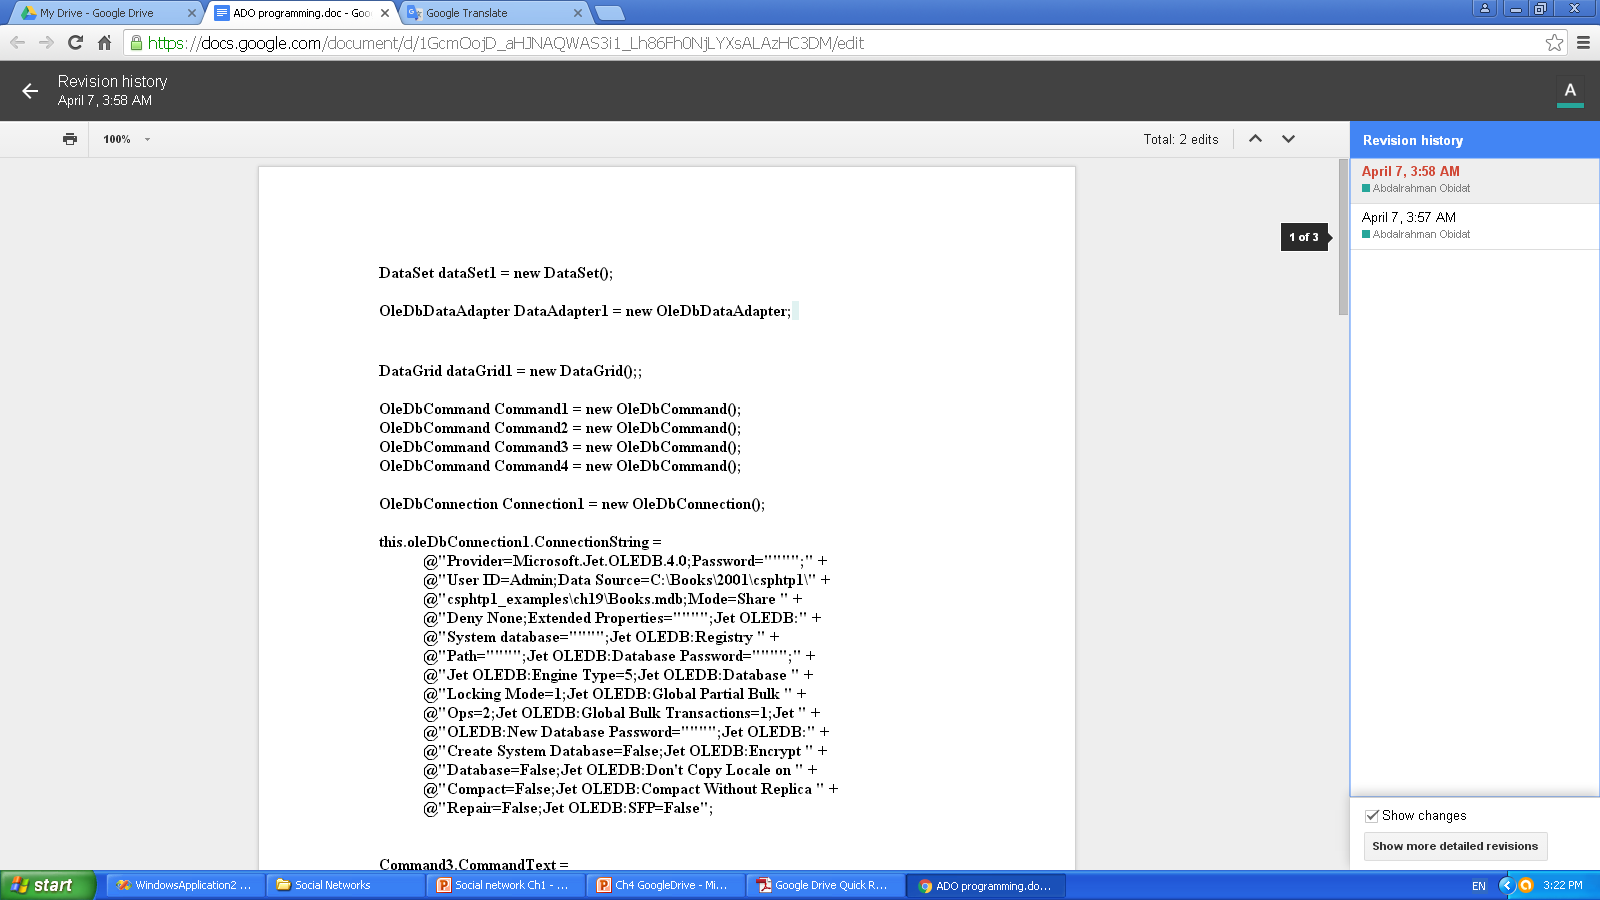 My Drive - Google Drive
ADO programming.doc - Goo
Google Translate
https://docs.google.com/document/d/1GcmOojD_aHJNAQWAS3i1_Lh86Fh0NjLYXsALAzHC3DM/edit
Revision history
April 7, 3:58 AM
A
100%
Total: 2 edits
Revision history
April 7, 3:58 AM
Abdalrahman Obidat
April 7, 3:57 AM
Abdalrahman Obidat
1 of 3
DataSet dataSet1 = new DataSet();
OleDbDataAdapter DataAdapter1 = new OleDbDataAdapter;
DataGrid dataGrid1 = new DataGrid();;
OleDbCommand Command1 = new OleDbCommand();
OleDbCommand Command2 = new OleDbCommand();
OleDbCommand Command3 = new OleDbCommand();
OleDbCommand Command4 = new OleDbCommand();
OleDbConnection Connection1 = new OleDbConnection();
this.oleDbConnection1.ConnectionString =
@"Provider=Microsoft.Jet.OLEDB.4.0;Password="""";" +
@"User ID=Admin;Data Source=C:\Books\2001\csphtp1\" +
@"csphtp1_examples\ch19\Books.mdb;Mode=Share " +
@"Deny None;Extended Properties="""";Jet OLEDB:" +
@"System database="""";Jet OLEDB:Registry " +
@"Path="""";Jet OLEDB:Database Password="""";" +
@"Jet OLEDB:Engine Type=5;Jet OLEDB:Database " +
@"Locking Mode=1;Jet OLEDB:Global Partial Bulk " +
@"Ops=2;Jet OLEDB:Global Bulk Transactions=1;Jet " +
@"OLEDB:New Database Password="""";Jet OLEDB:" +
@"Create System Database=False;Jet OLEDB:Encrypt " +
@"Database=False;Jet OLEDB:Don't Copy Locale on " +
@"Compact=False;Jet OLEDB:Compact Without Replica " +
@"Repair=False;Jet OLEDB:SFP=False";
Command3.CommandText =
Show changes
Show more detailed revisions
start
WindowsApplication2 ...
Social Networks
Social network Ch1 - ...
Ch4 GoogleDrive - Mi...
Google Drive Quick R...
ADO programming.do...
EN
3:22 PM